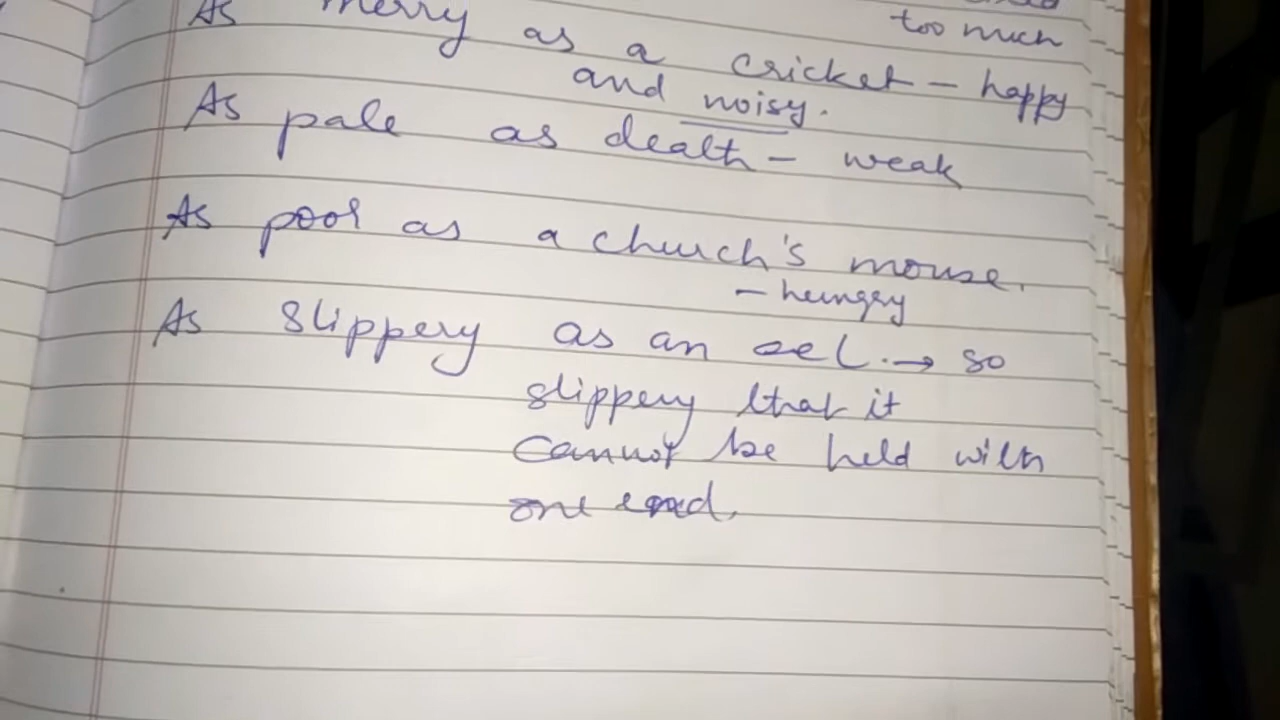 too much
As merry as a cricket - happy
and noisy.
As pale as death - weak
As poor as a church's mouse.
- hungry
As slippery as an eel. → so
slippery that it
cannot be held with
one